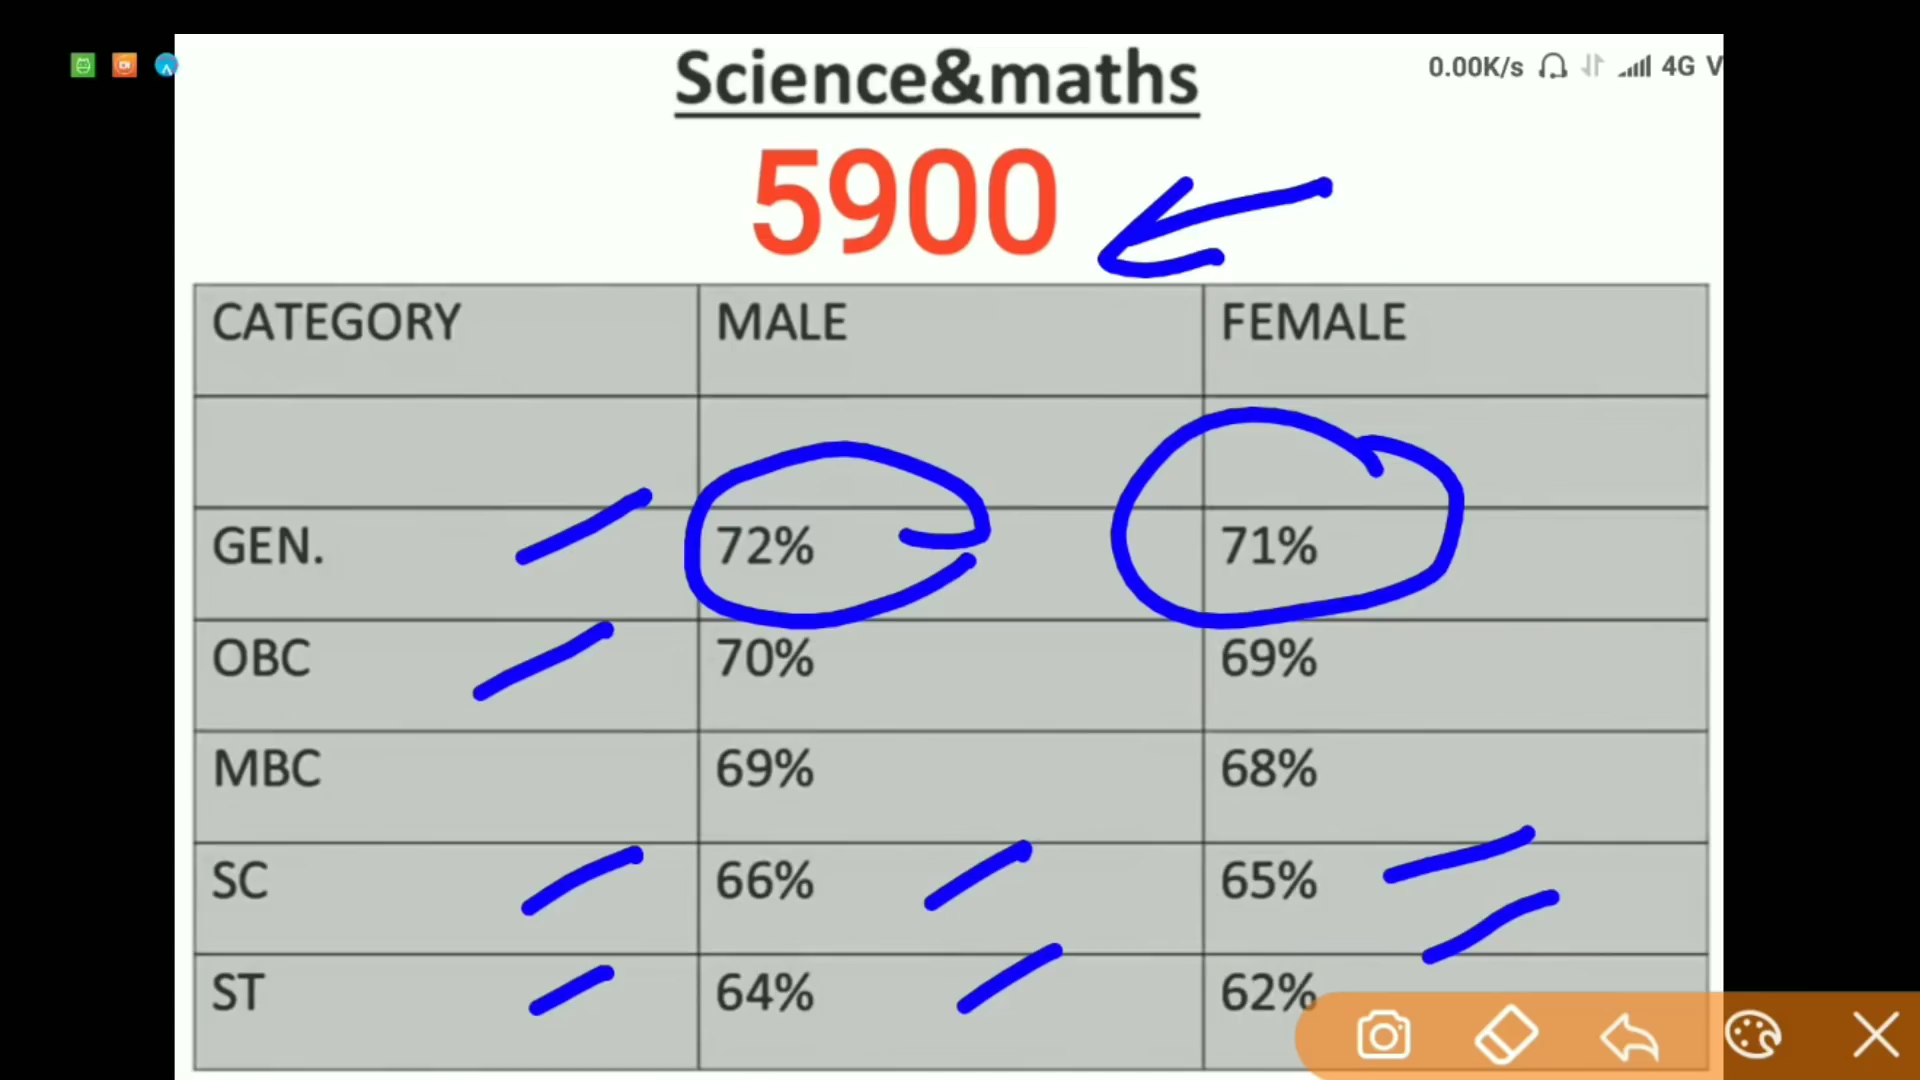 Science&maths
0.00K/s 4G V
5900
CATEGORY MALE FEMALE
GEN. 72% 71%
OBC 70% 69%
MBC 69% 68%
SC 66% 65%
ST 64% 62%